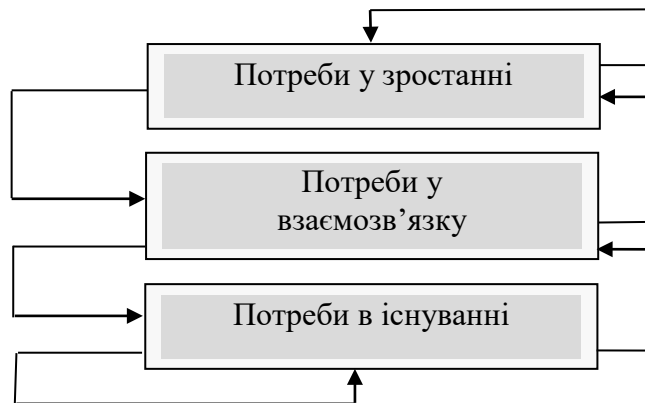 Потреби у зростанні
Потреби у
взаємозв’язку
Потреби в існуванні